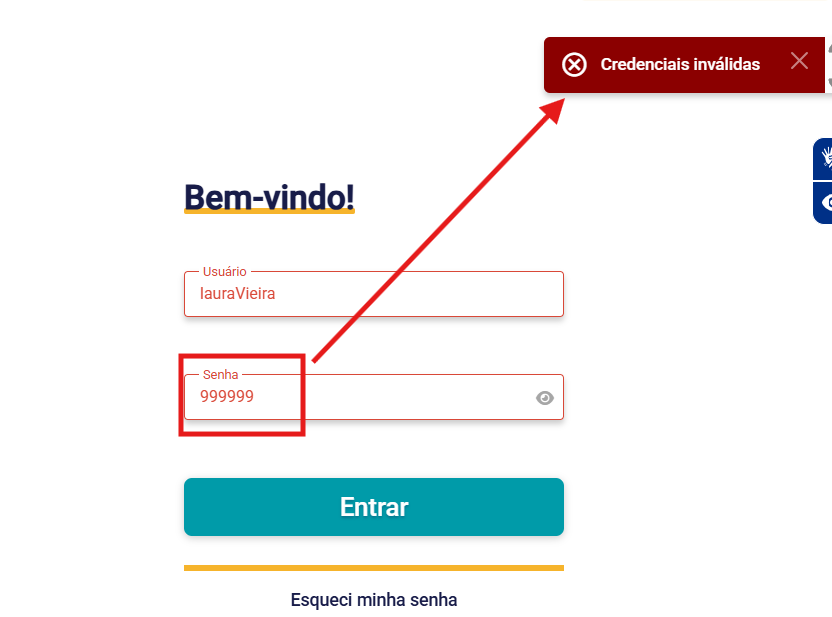 Credenciais inválidas
Bem-vindo!
Usuário
lauraVieira
Senha
999999
Entrar
Esqueci minha senha